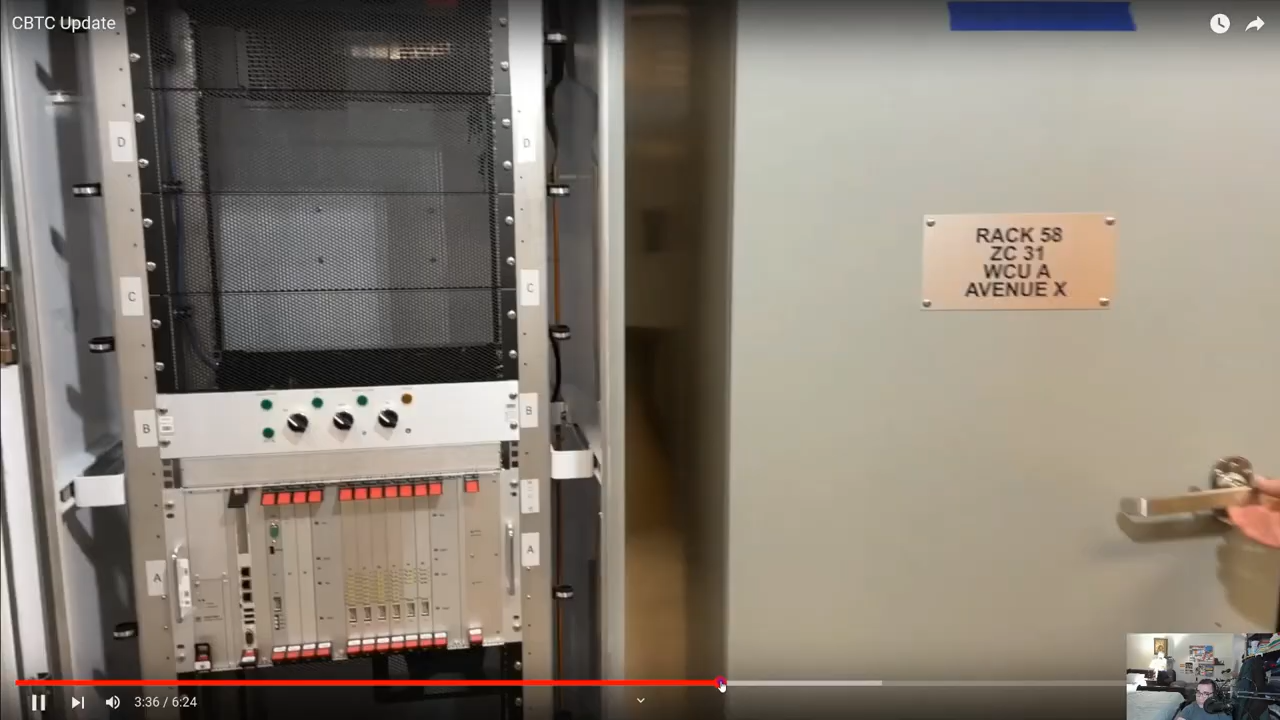 CBTC Update
D
D
C
C
RACK 58
ZC 31
WCU A
AVENUE X
B
B
A
A
3:36 / 6:24